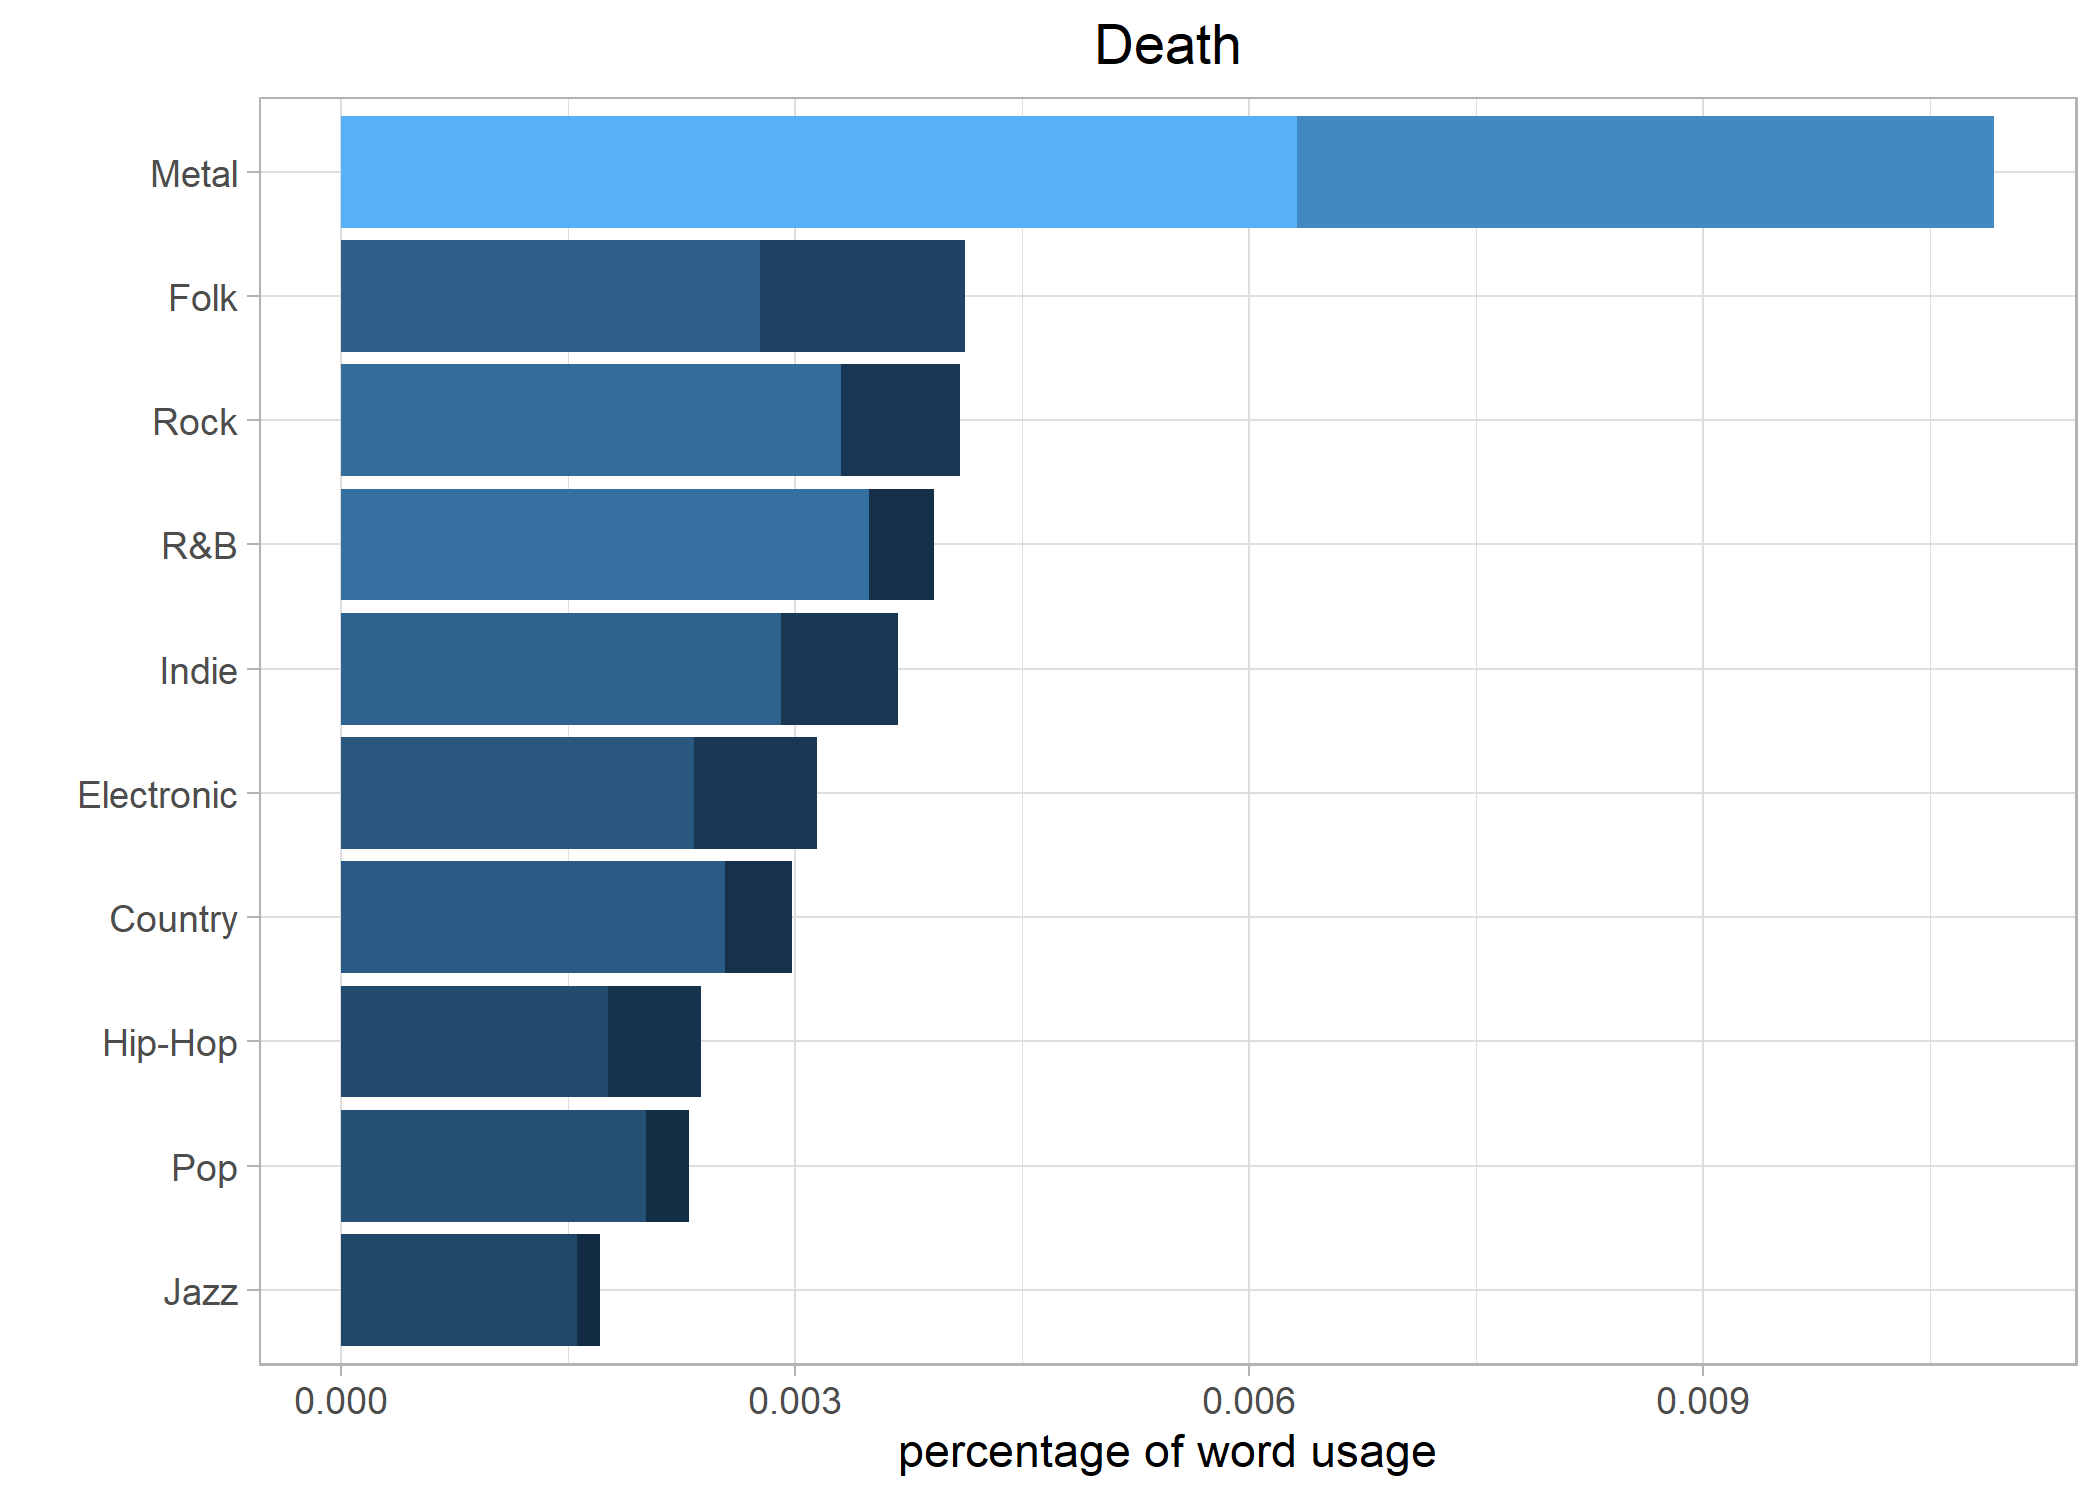 Death
Metal
Folk
Rock
R&B
Indie
Electronic
Country
Hip-Hop
Pop
Jazz
0.000 0.003 0.006 0.009
percentage of word usage